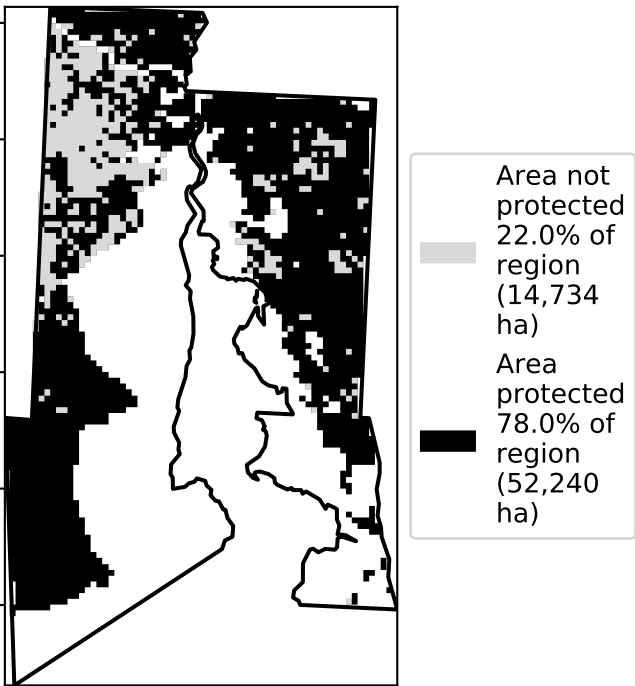 Area not
protected
22.0% of
region
(14,734
ha)
Area
protected
78.0% of
region
(52,240
ha)